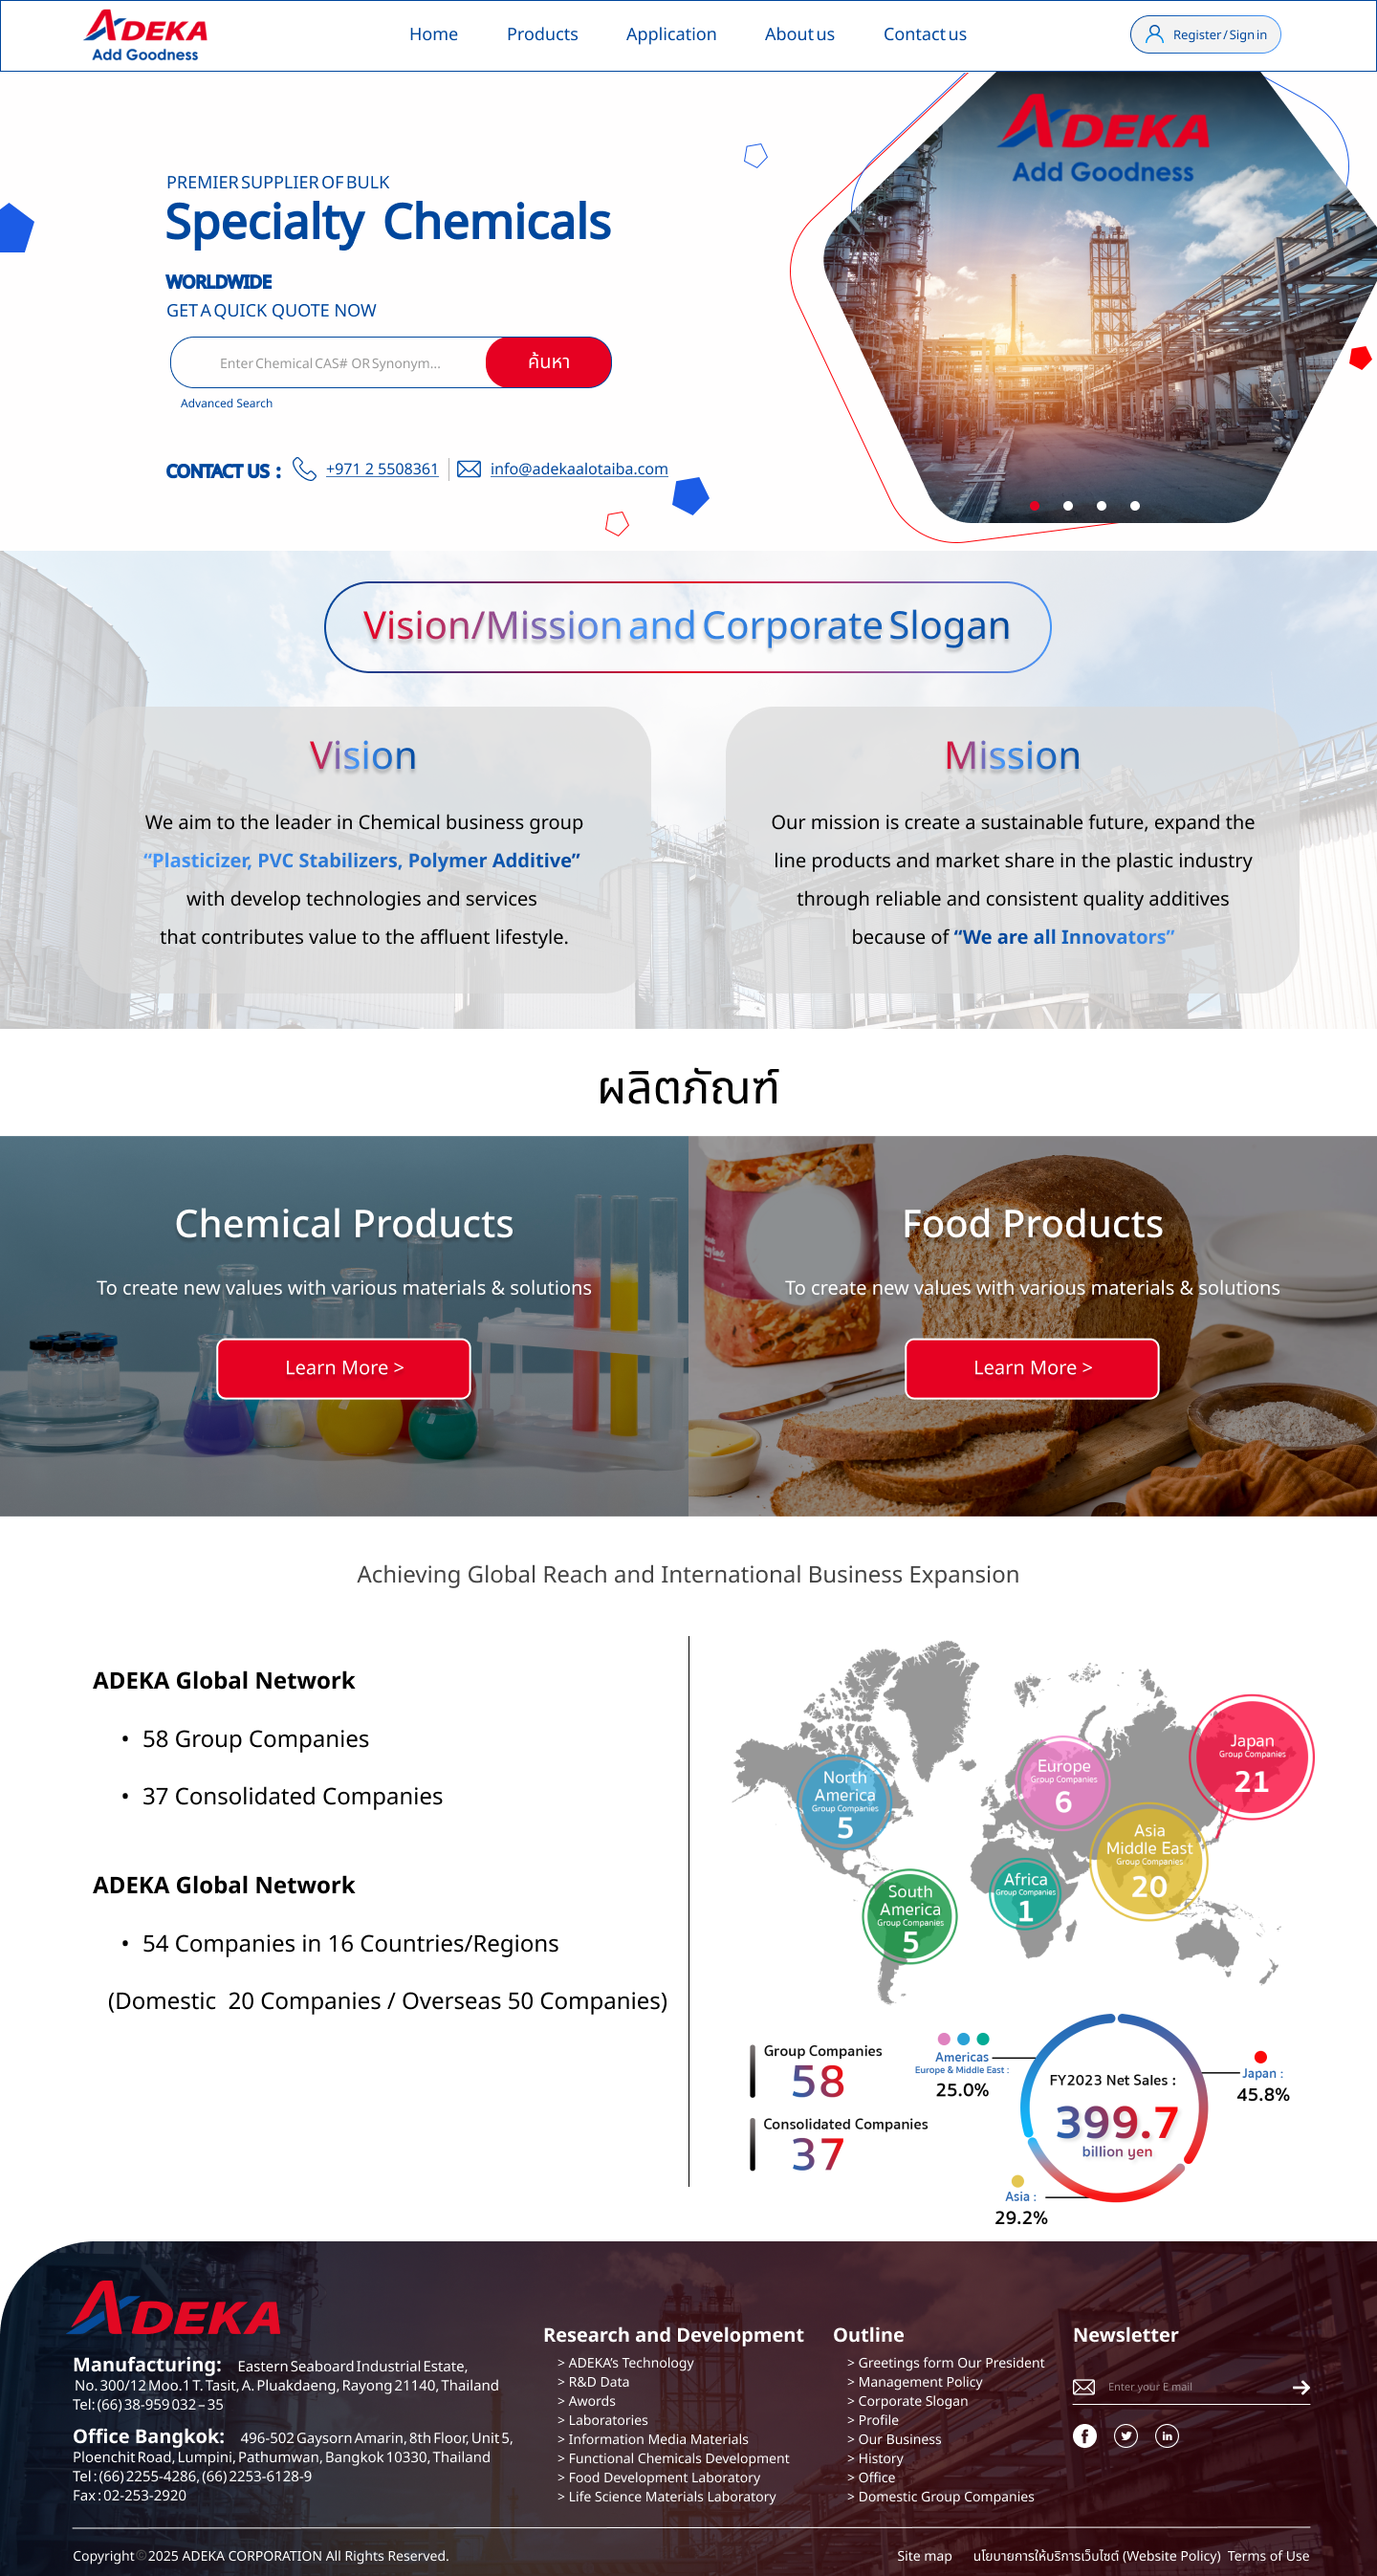 ADEKA
Add Goodness
Home Products Application About us Contact us
Register / Sign in
ADEKA
Add Goodness
PREMIER SUPPLIER OF BULK
Specialty Chemicals
WORLDWIDE
GET A QUICK QUOTE NOW
Enter Chemical CAS# OR Synonym...
ค้นหา
Advanced Search
CONTACT US : +971 2 5508361 info@adekaalotaiba.com
Vision/Mission and Corporate Slogan
Vision
We aim to the leader in Chemical business group
“Plasticizer, PVC Stabilizers, Polymer Additive”
with develop technologies and services
that contributes value to the affluent lifestyle.
Mission
Our mission is create a sustainable future, expand the
line products and market share in the plastic industry
through reliable and consistent quality additives
because of “We are all Innovators”
ผลิตภัณฑ์
Chemical Products
To create new values with various materials & solutions
Learn More >
Food Products
To create new values with various materials & solutions
Learn More >
Achieving Global Reach and International Business Expansion
ADEKA Global Network
• 58 Group Companies
• 37 Consolidated Companies
ADEKA Global Network
• 54 Companies in 16 Countries/Regions
(Domestic 20 Companies / Overseas 50 Companies)
North
America
Group Companies
5
South
America
Group Companies
5
Europe
Group Companies
6
Africa
Group Companies
1
Asia
Middle East
Group Companies
20
Japan
Group Companies
21
Group Companies
58
Consolidated Companies
37
Americas
Europe & Middle East :
25.0%
FY2023 Net Sales :
399.7
billion yen
Japan :
45.8%
Asia :
29.2%
ADEKA
Manufacturing: Eastern Seaboard Industrial Estate,
No. 300/12 Moo.1 T. Tasit, A. Pluakdaeng, Rayong 21140, Thailand
Tel: (66) 38-959 032 – 35
Office Bangkok: 496-502 Gaysorn Amarin, 8th Floor, Unit 5,
Ploenchit Road, Lumpini, Pathumwan, Bangkok 10330, Thailand
Tel : (66) 2255-4286, (66) 2253-6128-9
Fax : 02-253-2920
Research and Development
> ADEKA’s Technology
> R&D Data
> Awords
> Laboratories
> Information Media Materials
> Functional Chemicals Development
> Food Development Laboratory
> Life Science Materials Laboratory
Outline
> Greetings form Our President
> Management Policy
> Corporate Slogan
> Profile
> Our Business
> History
> Office
> Domestic Group Companies
Newsletter
Enter your E.mail
Copyright©2025 ADEKA CORPORATION All Rights Reserved.
Site map นโยบายการให้บริการเว็บไซต์ (Website Policy) Terms of Use